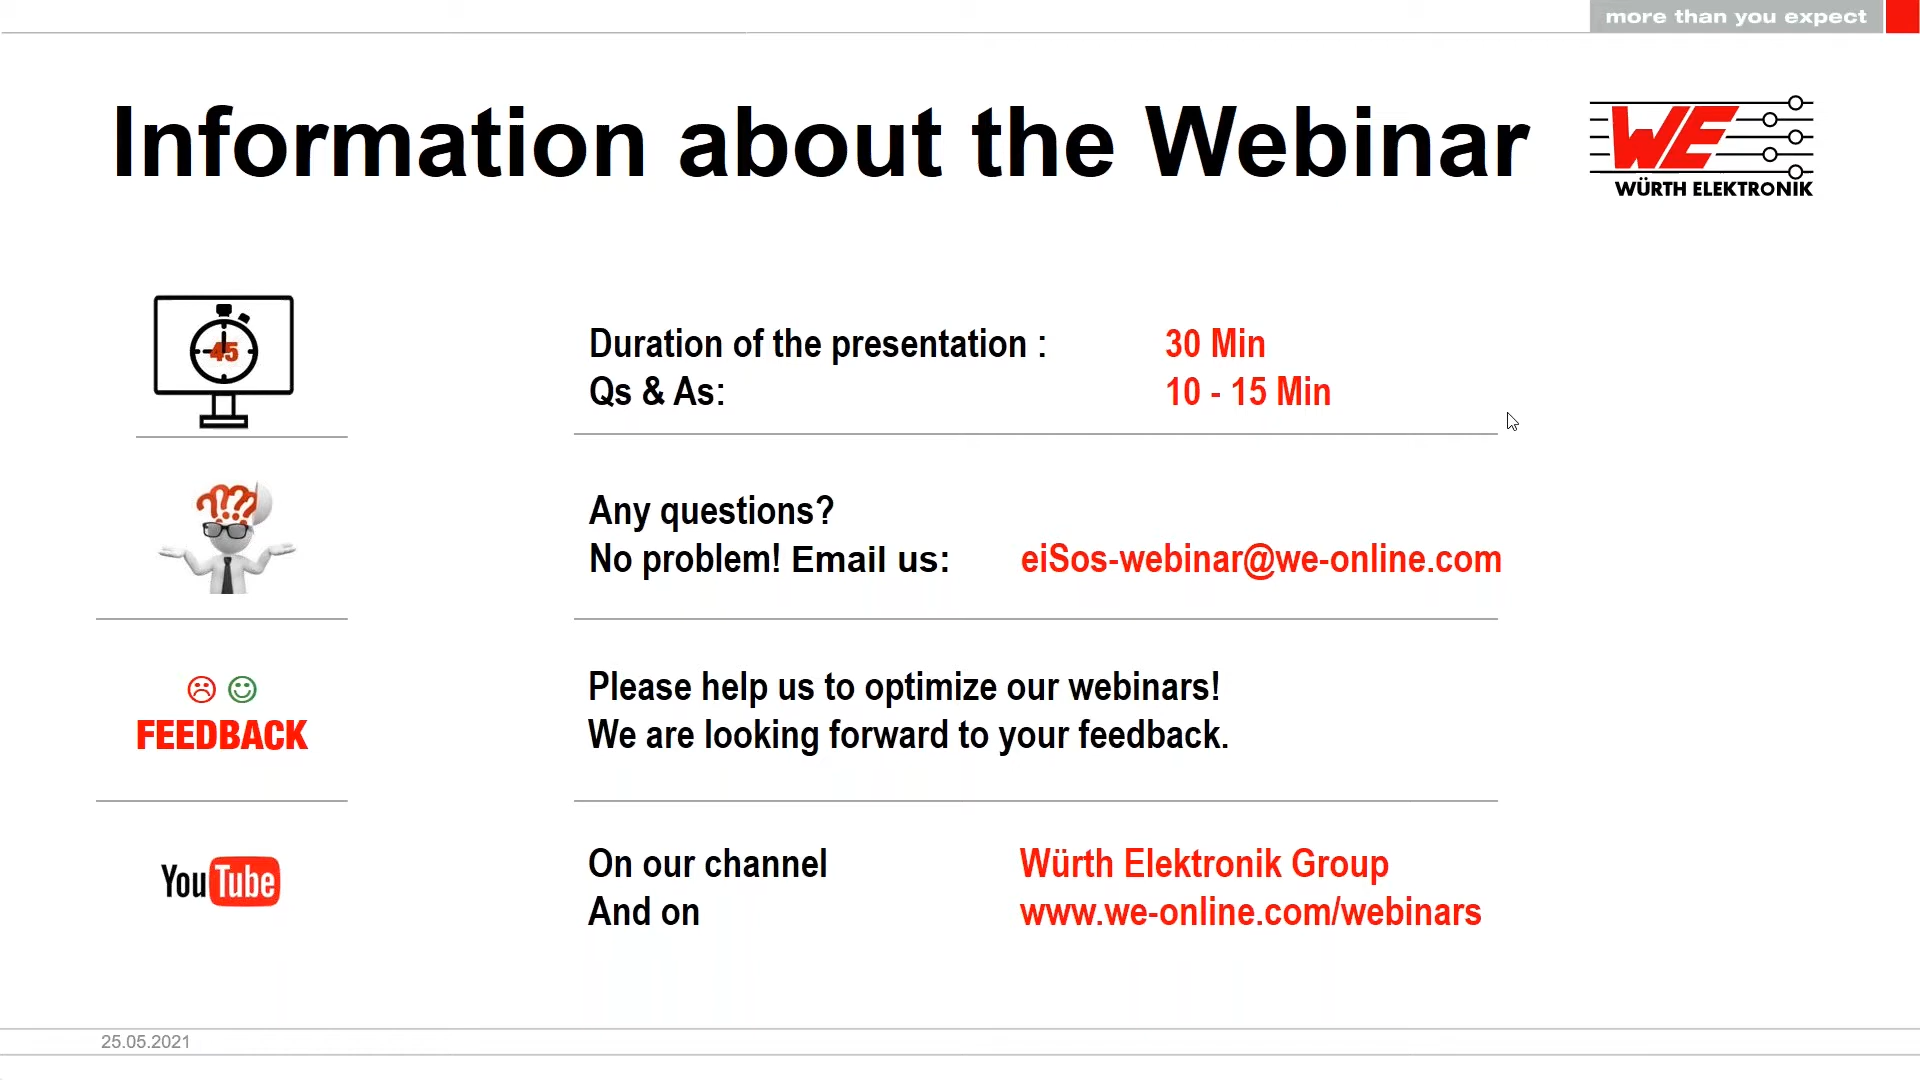 more than you expect
Information about the Webinar
WE
WÜRTH ELEKTRONIK
45
Duration of the presentation : 30 Min
Qs & As: 10 - 15 Min
???
Any questions?
No problem! Email us: eiSos-webinar@we-online.com
FEEDBACK
Please help us to optimize our webinars!
We are looking forward to your feedback.
YouTube
On our channel Würth Elektronik Group
And on www.we-online.com/webinars
25.05.2021